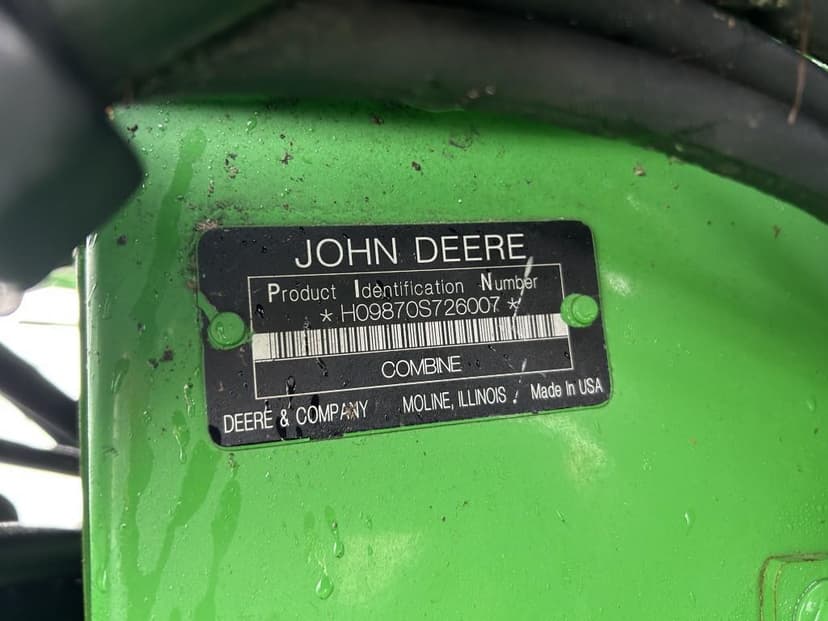 JOHN DEERE
Product Identification Number
*H09870S726007*
COMBINE
DEERE & COMPANY MOLINE, ILLINOIS Made In USA